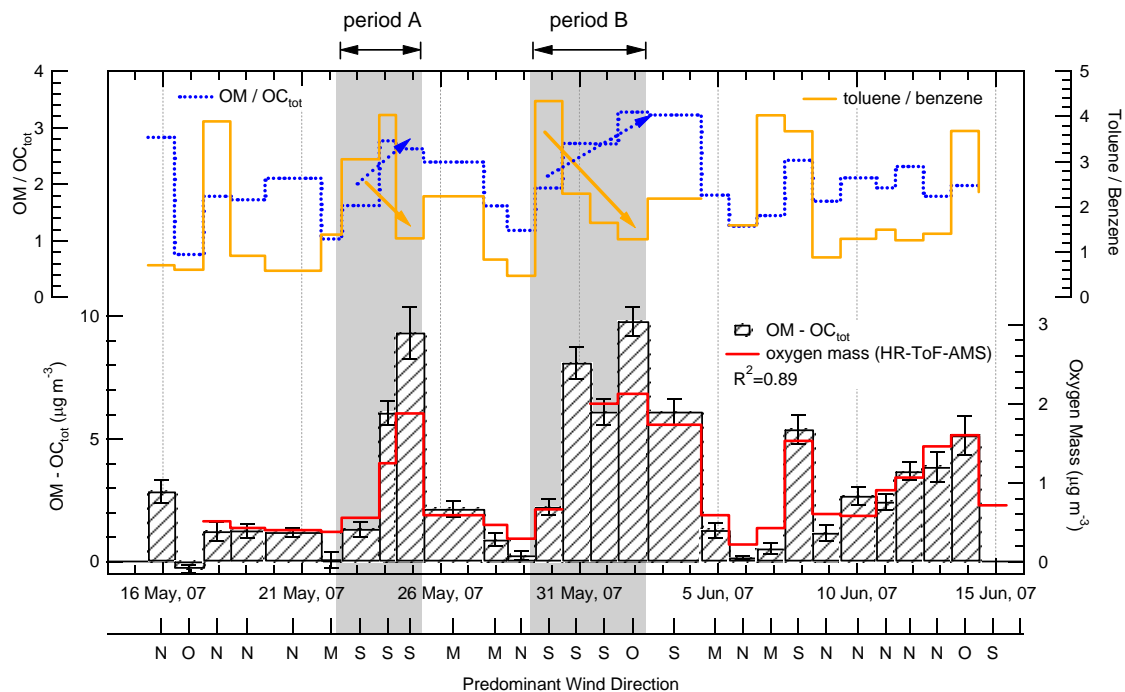 period A
period B
4
3
2
1
0
OM / OCtot
OM / OCtot
toluene / benzene
5
4
3
2
1
0
Toluene / Benzene
10
5
0
OM - OCtot (µg m-3)
OM - OCtot
oxygen mass (HR-ToF-AMS)
R2=0.89
3
2
1
0
Oxygen Mass (µg m-3)
16 May, 07 21 May, 07 26 May, 07 31 May, 07 5 Jun, 07 10 Jun, 07 15 Jun, 07
N O N N N M S S S M M N S S S O S M N M S N N N N N O S
Predominant Wind Direction